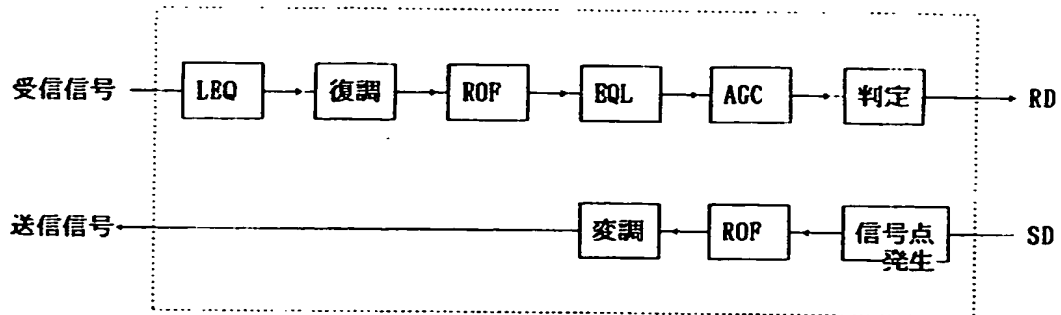 受信信号 LEQ 復調 ROF EQL AGC 判定 RD
送信信号 変調 ROF 信号点 SD
発生